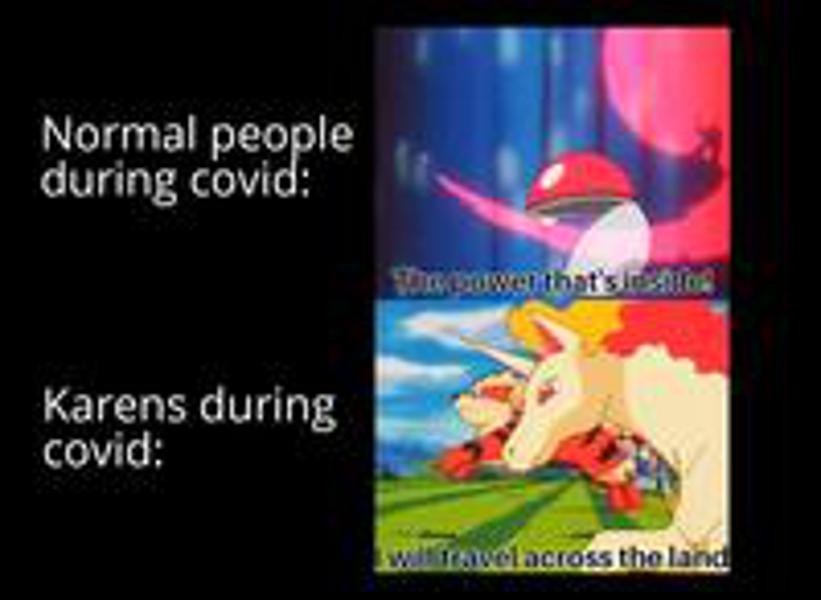 Normal people
during covid:
The power that's inside!
Karens during
covid:
I will travel across the land